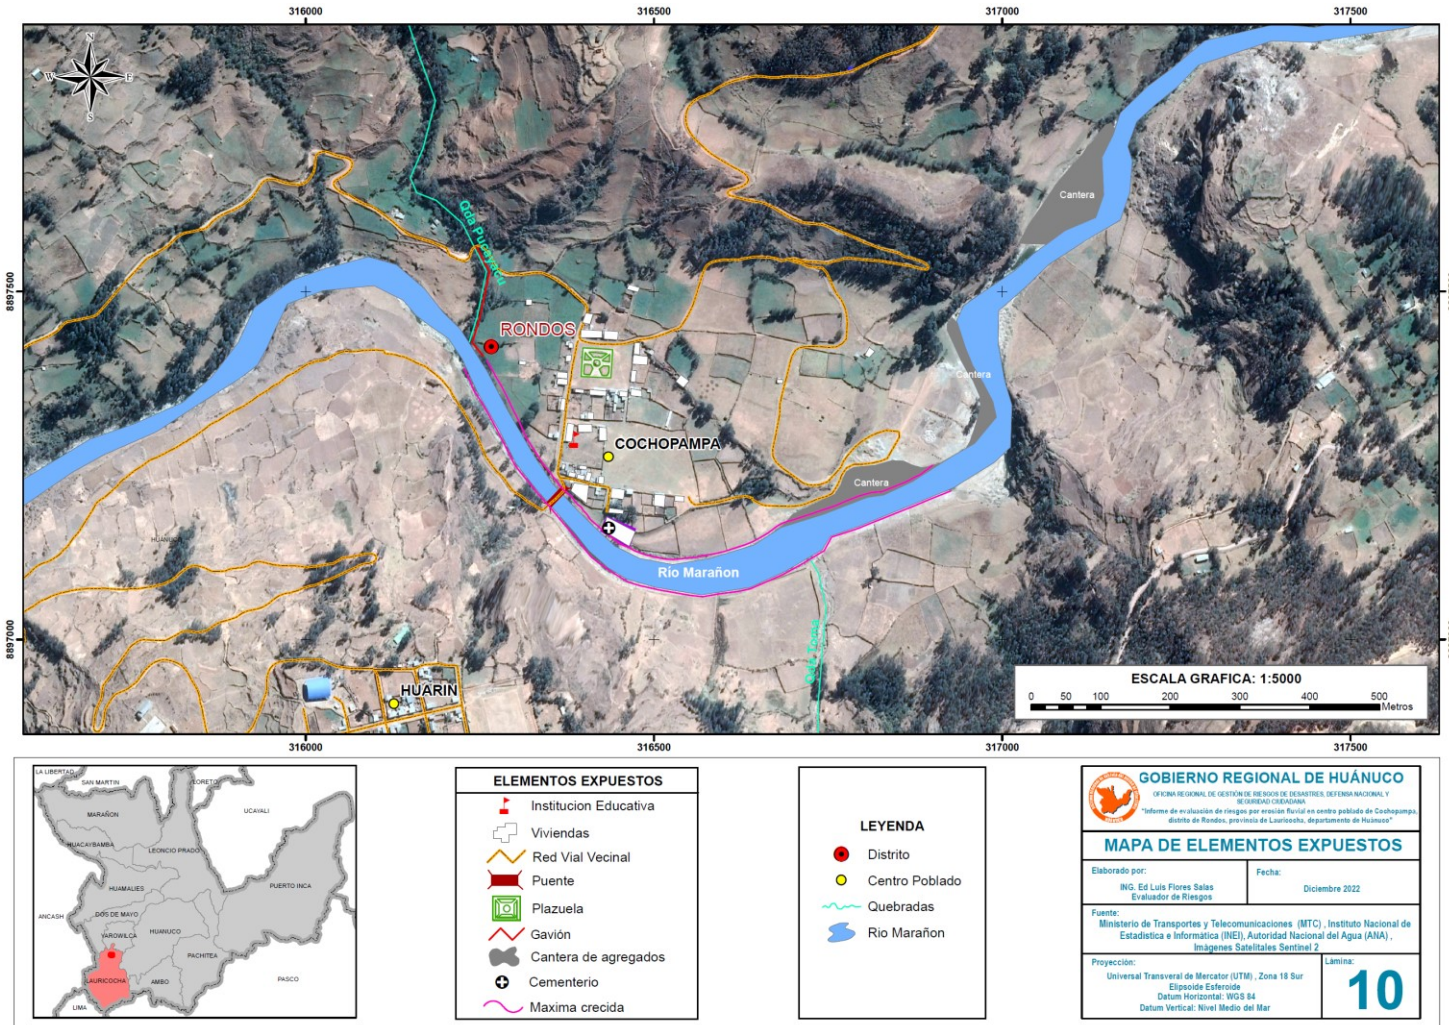 316000
316500
317000
317500
N
W
E
S
Cantera
Qda Pucayacu
8897500
RONDOS
Cantera
COCHOPAMPA
Cantera
HUANUCO
Río Marañon
8897000
HUARIN
ESCALA GRAFICA: 1:5000
0 50 100 200 300 400 500
Metros
316000
316500
317000
317500
LA LIBERTAD
SAN MARTIN
LORETO
UCAYALI
MARAÑON
HUACAYBAMBA
LEONCIO PRADO
HUAMALIES
PUERTO INCA
ANCASH
DOS DE MAYO
YAROWILCA
HUANUCO
PACHITEA
LAURICOCHA
AMBO
PASCO
LIMA
ELEMENTOS EXPUESTOS
Institucion Educativa
Viviendas
Red Vial Vecinal
Puente
Plazuela
Gavión
Cantera de agregados
Cementerio
Maxima crecida
LEYENDA
Distrito
Centro Poblado
Quebradas
Rio Marañon
GOBIERNO REGIONAL DE HUÁNUCO
OFICINA REGIONAL DE GESTIÓN DE RIESGOS DE DESASTRES, DEFENSA NACIONAL Y
SEGURIDAD CIUDADANA
"Informe de evaluación de riesgos por erosión fluvial en centro poblado de Cochopampa,
distrito de Rondos, provincia de Lauricocha, departamento de Huánuco"
MAPA DE ELEMENTOS EXPUESTOS
Elaborado por:
ING. Ed Luis Flores Salas
Evaluador de Riesgos
Fecha:
Diciembre 2022
Fuente:
Ministerio de Transportes y Telecomunicaciones (MTC) , Instituto Nacional de
Estadistica e Informática (INEI), Autoridad Nacional del Agua (ANA) ,
Imágenes Satelitales Sentinel 2
Proyección:
Universal Transveral de Mercator (UTM) , Zona 18 Sur
Elipsoide Esferoide
Datum Horizontal: WGS 84
Datum Vertical: Nivel Medio del Mar
Lámina:
10